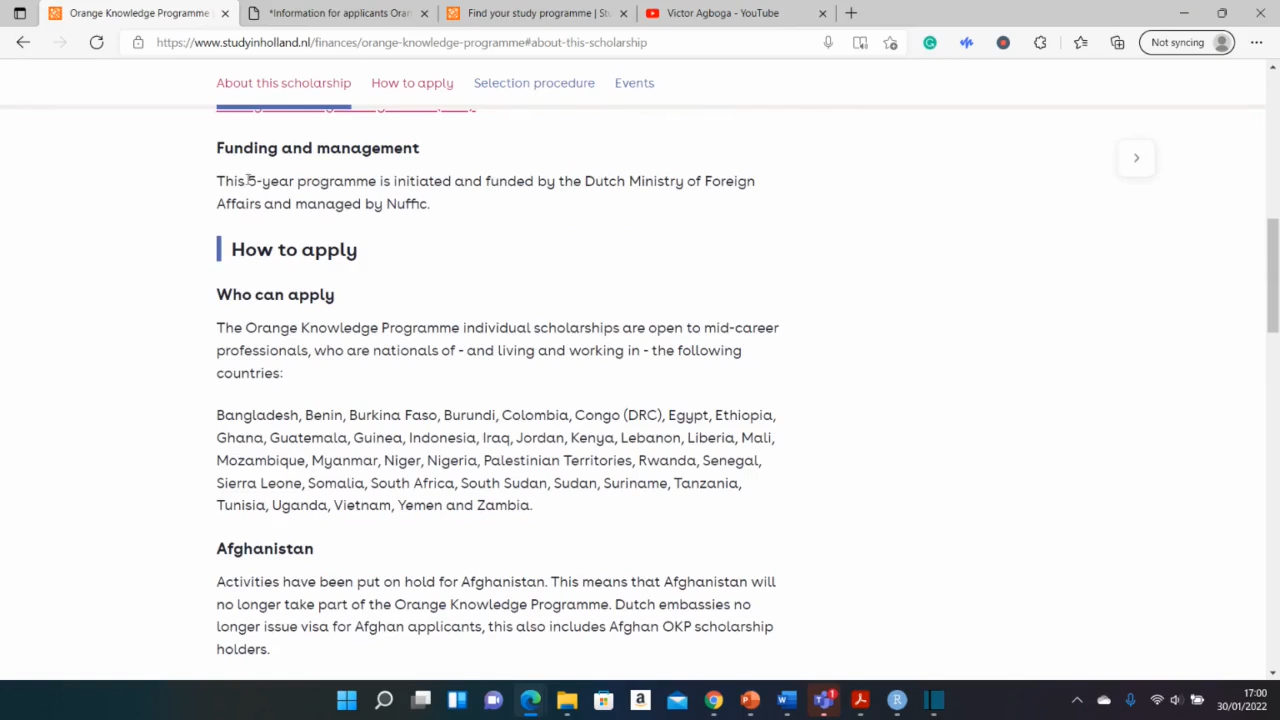 Orange Knowledge Programme
*Information for applicants Oran
Find your study programme | Stu
Victor Agboga - YouTube
https://www.studyinholland.nl/finances/orange-knowledge-programme#about-this-scholarship
Not syncing
About this scholarship
How to apply
Selection procedure
Events
Funding and management
This 5-year programme is initiated and funded by the Dutch Ministry of Foreign
Affairs and managed by Nuffic.
How to apply
Who can apply
The Orange Knowledge Programme individual scholarships are open to mid-career
professionals, who are nationals of - and living and working in - the following
countries:
Bangladesh, Benin, Burkina Faso, Burundi, Colombia, Congo (DRC), Egypt, Ethiopia,
Ghana, Guatemala, Guinea, Indonesia, Iraq, Jordan, Kenya, Lebanon, Liberia, Mali,
Mozambique, Myanmar, Niger, Nigeria, Palestinian Territories, Rwanda, Senegal,
Sierra Leone, Somalia, South Africa, South Sudan, Sudan, Suriname, Tanzania,
Tunisia, Uganda, Vietnam, Yemen and Zambia.
Afghanistan
Activities have been put on hold for Afghanistan. This means that Afghanistan will
no longer take part of the Orange Knowledge Programme. Dutch embassies no
longer issue visa for Afghan applicants, this also includes Afghan OKP scholarship
holders.
17:00
30/01/2022